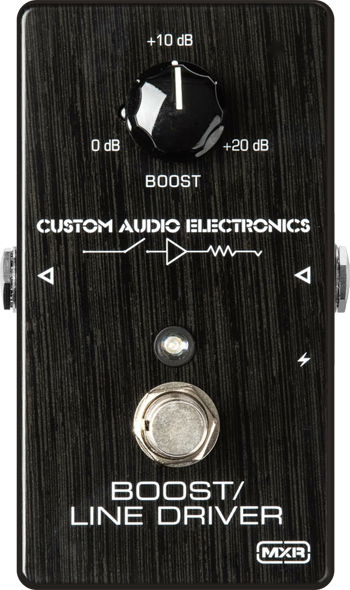 +10 dB
0 dB
+20 dB
BOOST
CUSTOM AUDIO ELECTRONICS
BOOST/
LINE DRIVER
MXR